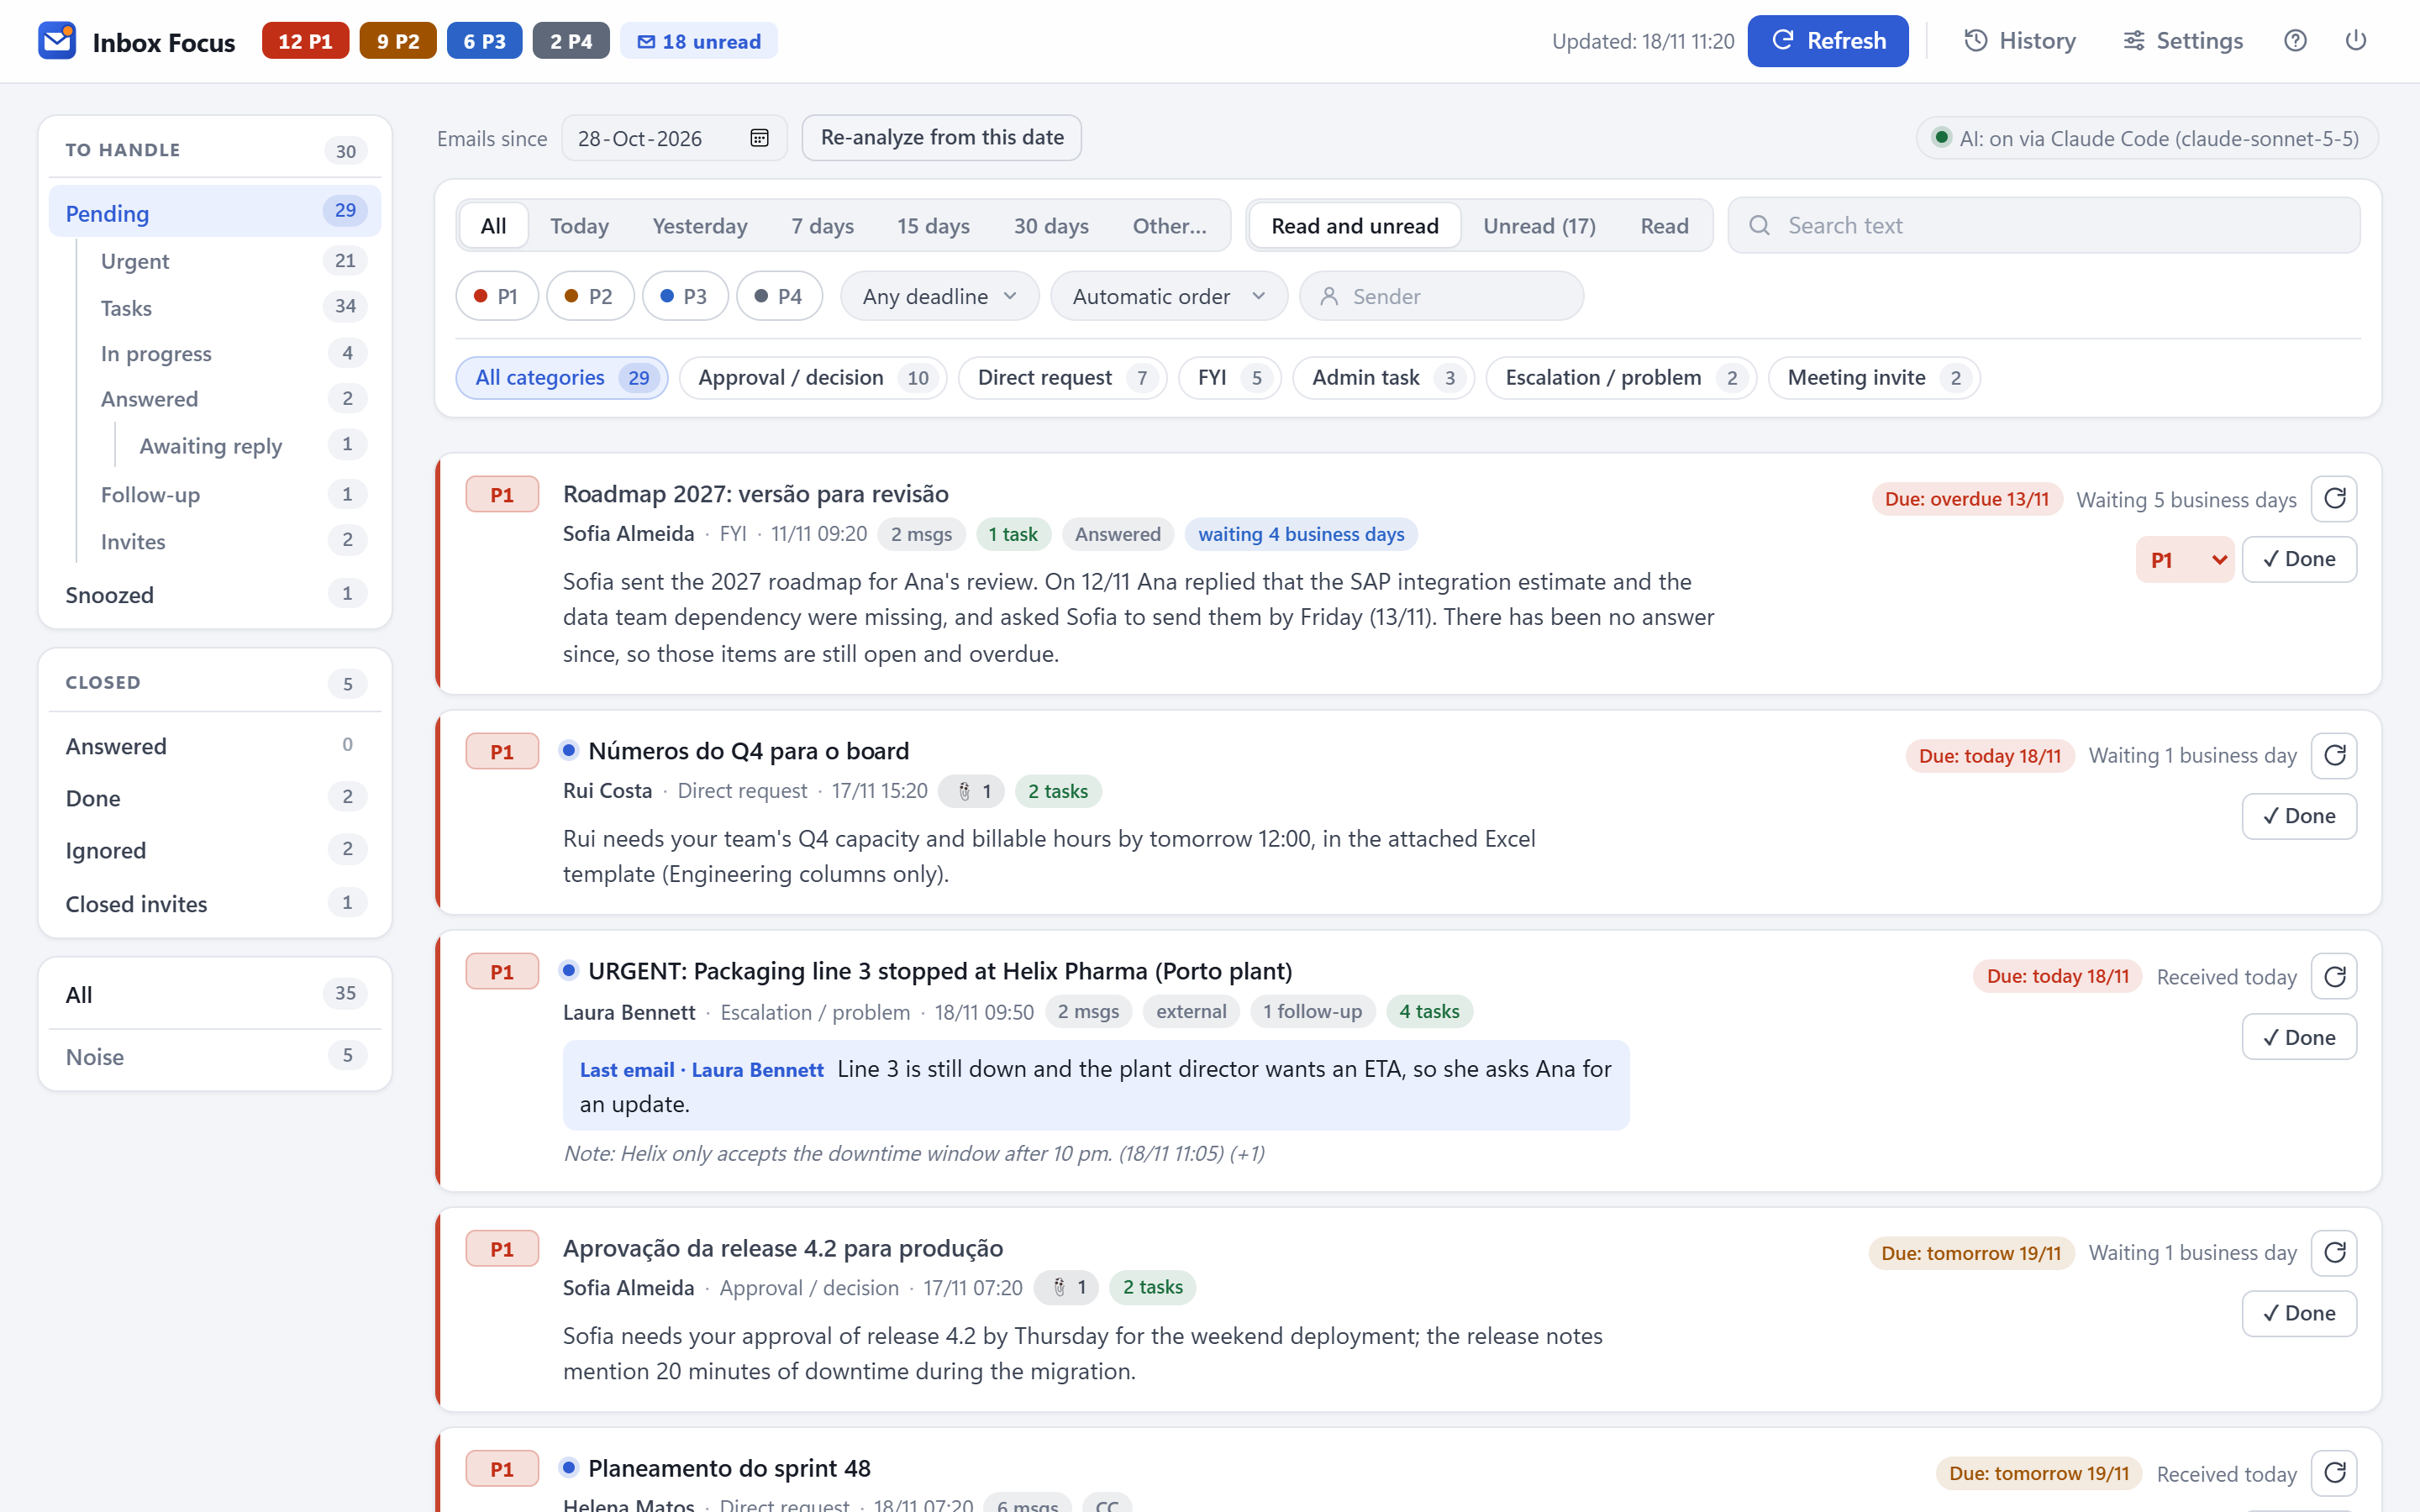 Inbox Focus
12 P1
9 P2
6 P3
2 P4
18 unread
Updated: 18/11 11:20
Refresh
History
Settings
TO HANDLE 30
Pending 29
Urgent 21
Tasks 34
In progress 4
Answered 2
Awaiting reply 1
Follow-up 1
Invites 2
Snoozed 1
CLOSED 5
Answered 0
Done 2
Ignored 2
Closed invites 1
All 35
Noise 5
Emails since 28-Oct-2026 Re-analyze from this date
AI: on via Claude Code (claude-sonnet-5-5)
All Today Yesterday 7 days 15 days 30 days Other...
Read and unread Unread (17) Read
Search text
P1 P2 P3 P4 Any deadline Automatic order Sender
All categories 29 Approval / decision 10 Direct request 7 FYI 5 Admin task 3 Escalation / problem 2 Meeting invite 2
P1 Roadmap 2027: versão para revisão
Due: overdue 13/11 Waiting 5 business days
Sofia Almeida · FYI · 11/11 09:20 2 msgs 1 task Answered waiting 4 business days
P1 ✓ Done
Sofia sent the 2027 roadmap for Ana's review. On 12/11 Ana replied that the SAP integration estimate and the
data team dependency were missing, and asked Sofia to send them by Friday (13/11). There has been no answer
since, so those items are still open and overdue.
P1 Números do Q4 para o board
Due: today 18/11 Waiting 1 business day
Rui Costa · Direct request · 17/11 15:20 1 2 tasks
✓ Done
Rui needs your team's Q4 capacity and billable hours by tomorrow 12:00, in the attached Excel
template (Engineering columns only).
P1 URGENT: Packaging line 3 stopped at Helix Pharma (Porto plant)
Due: today 18/11 Received today
Laura Bennett · Escalation / problem · 18/11 09:50 2 msgs external 1 follow-up 4 tasks
✓ Done
Last email · Laura Bennett Line 3 is still down and the plant director wants an ETA, so she asks Ana for
an update.
Note: Helix only accepts the downtime window after 10 pm. (18/11 11:05) (+1)
P1 Aprovação da release 4.2 para produção
Due: tomorrow 19/11 Waiting 1 business day
Sofia Almeida · Approval / decision · 17/11 07:20 1 2 tasks
✓ Done
Sofia needs your approval of release 4.2 by Thursday for the weekend deployment; the release notes
mention 20 minutes of downtime during the migration.
P1 Planeamento do sprint 48
Due: tomorrow 19/11 Received today
Helena Matos · Direct request · 18/11 07:20 6 msgs CC